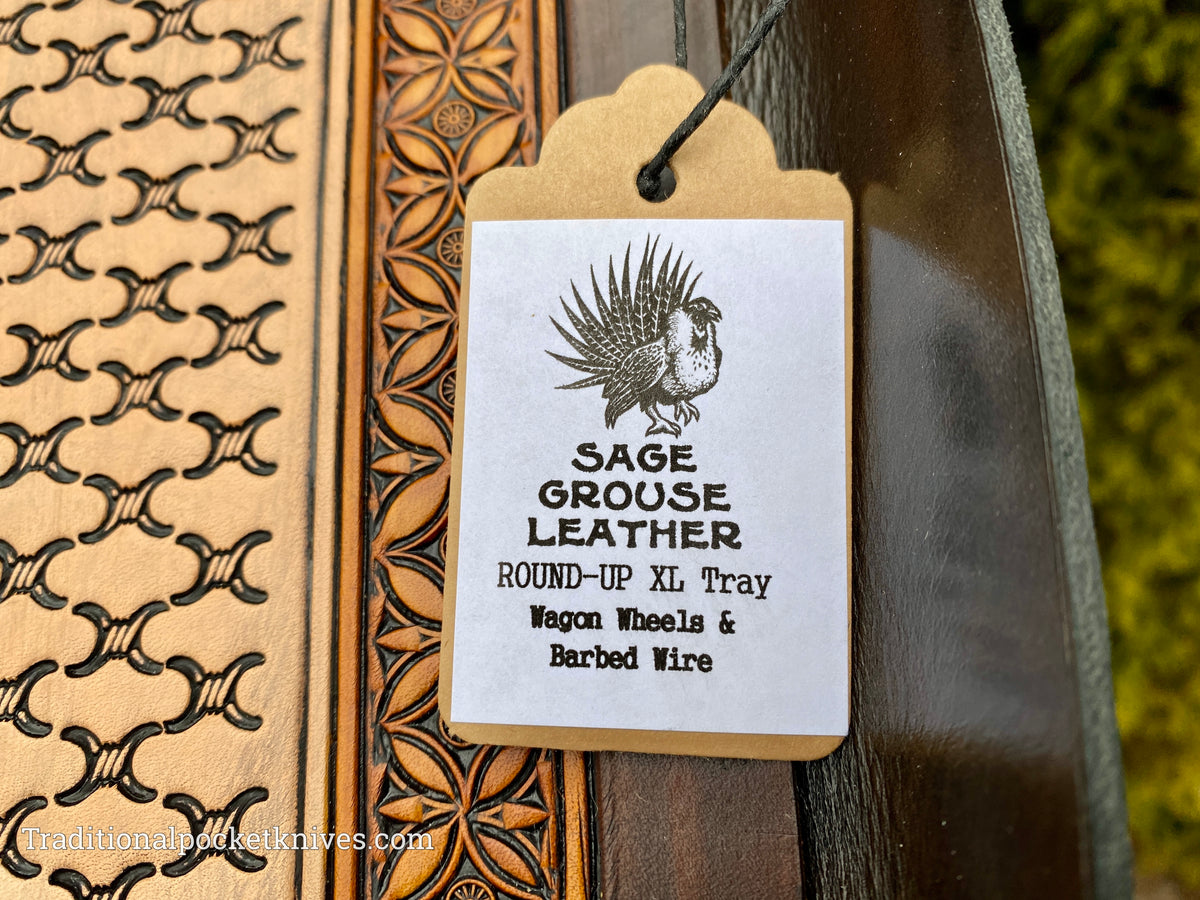 SAGE
GROUSE
LEATHER
ROUND-UP XL Tray
Wagon Wheels &
Barbed Wire
Traditionalpocketknives.com